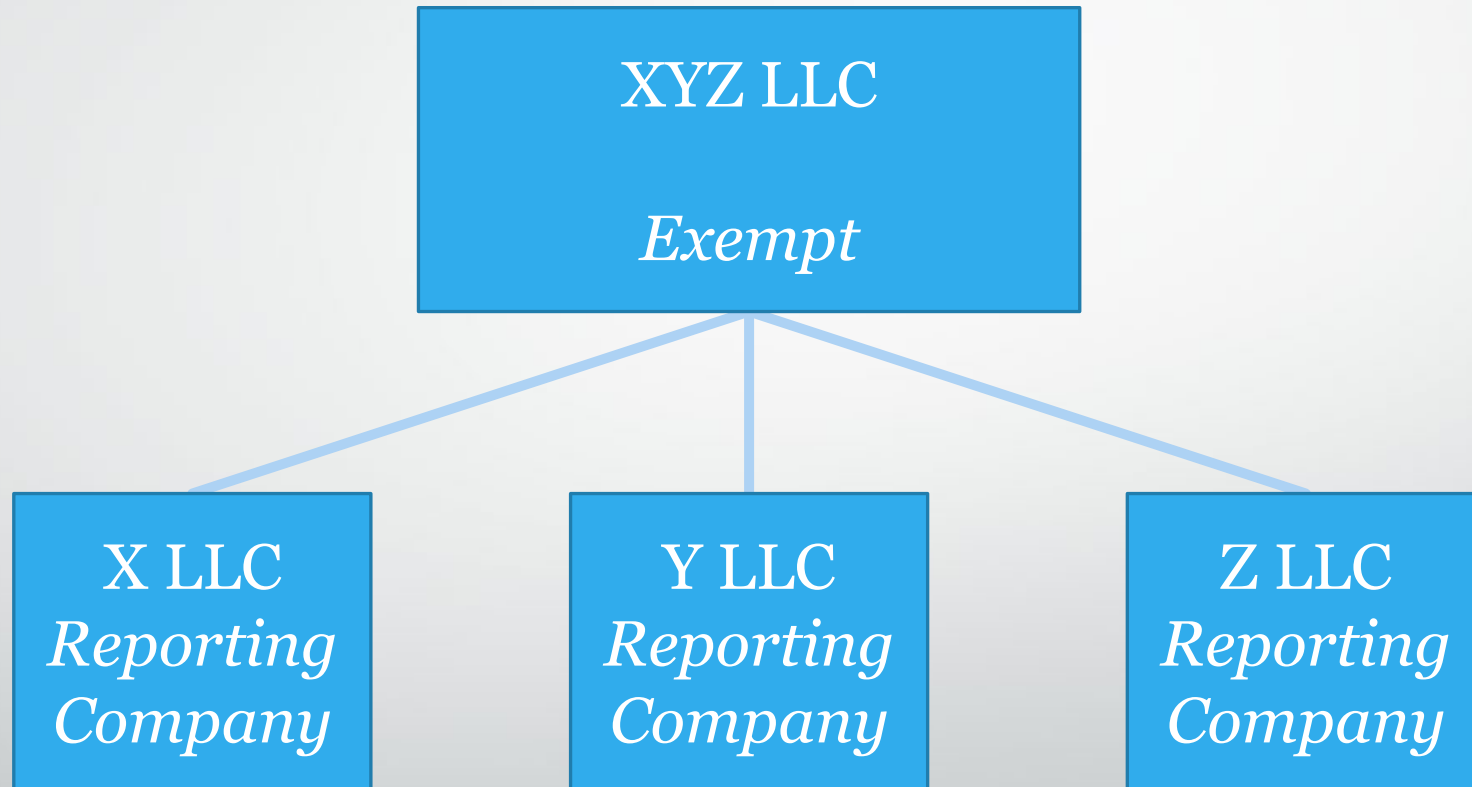 XYZ LLC
Exempt
X LLC
Reporting
Company
Y LLC
Reporting
Company
Z LLC
Reporting
Company